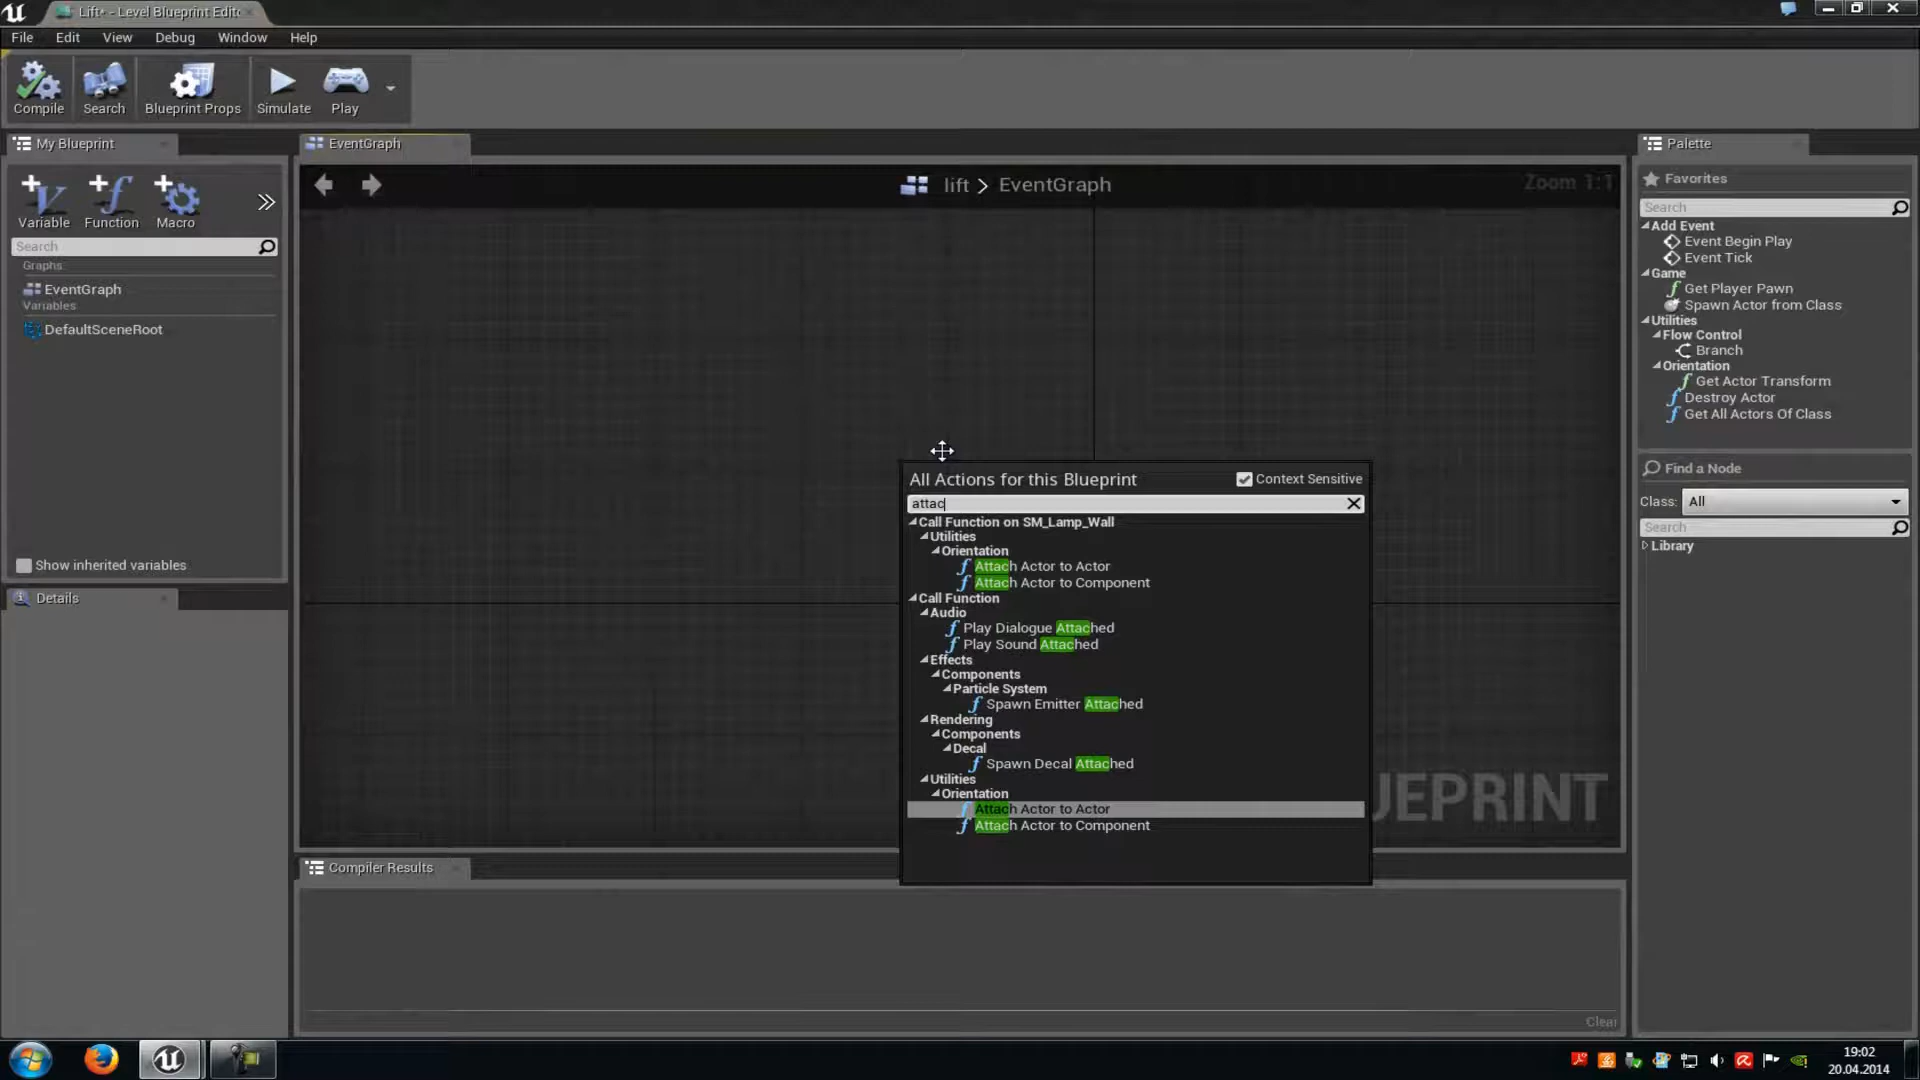 Lift* - Level Blueprint Edit
File Edit View Debug Window Help
Compile Search Blueprint Props Simulate Play
My Blueprint
EventGraph
Palette
Variable Function Macro
Search
Graphs
EventGraph
Variables
DefaultSceneRoot
Show inherited variables
Details
lift > EventGraph
Zoom 1:1
All Actions for this Blueprint
Context Sensitive
attac
Call Function on SM_Lamp_Wall
Utilities
Orientation
Attach Actor to Actor
Attach Actor to Component
Call Function
Audio
Play Dialogue Attached
Play Sound Attached
Effects
Components
Particle System
Spawn Emitter Attached
Rendering
Components
Decal
Spawn Decal Attached
Utilities
Orientation
Attach Actor to Actor
Attach Actor to Component
UEPRINT
Compiler Results
Clear
Favorites
Search
Add Event
Event Begin Play
Event Tick
Game
Get Player Pawn
Spawn Actor from Class
Utilities
Flow Control
Branch
Orientation
Get Actor Transform
Destroy Actor
Get All Actors Of Class
Find a Node
Class: All
Search
Library
19:02
20.04.2014